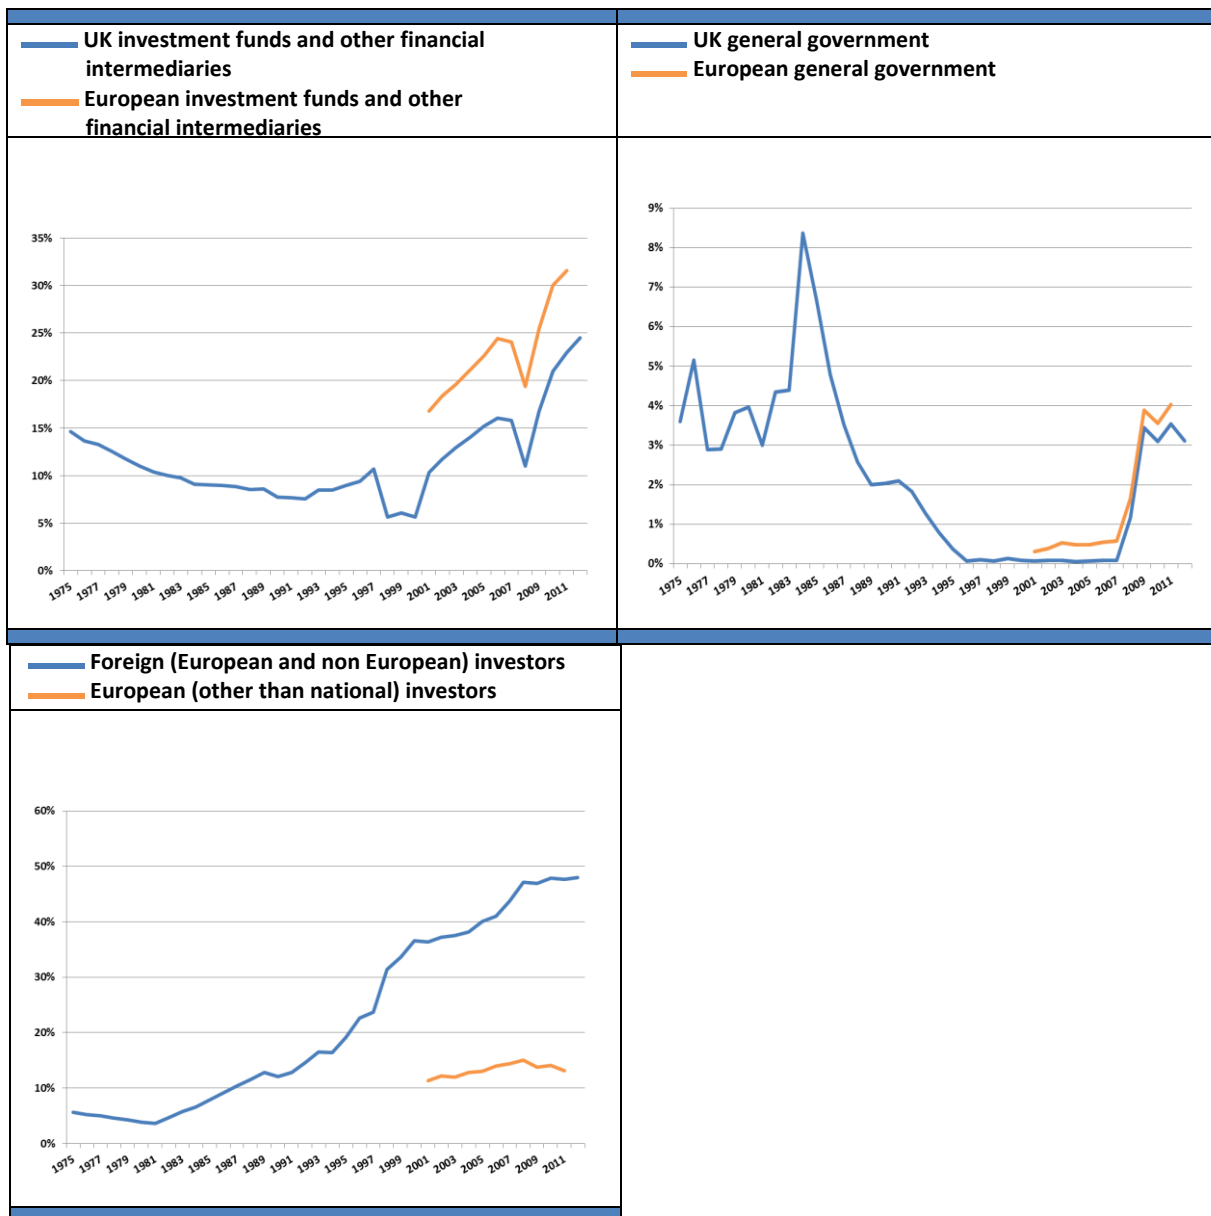 UK investment funds and other financial
intermediaries
European investment funds and other
financial intermediaries
UK general government
European general government
35%
30%
25%
20%
15%
10%
5%
0%
1975 1977 1979 1981 1983 1985 1987 1989 1991 1993 1995 1997 1999 2001 2003 2005 2007 2009 2011
9%
8%
7%
6%
5%
4%
3%
2%
1%
0%
1975 1977 1979 1981 1983 1985 1987 1989 1991 1993 1995 1997 1999 2001 2003 2005 2007 2009 2011
Foreign (European and non European) investors
European (other than national) investors
60%
50%
40%
30%
20%
10%
0%
1975 1977 1979 1981 1983 1985 1987 1989 1991 1993 1995 1997 1999 2001 2003 2005 2007 2009 2011